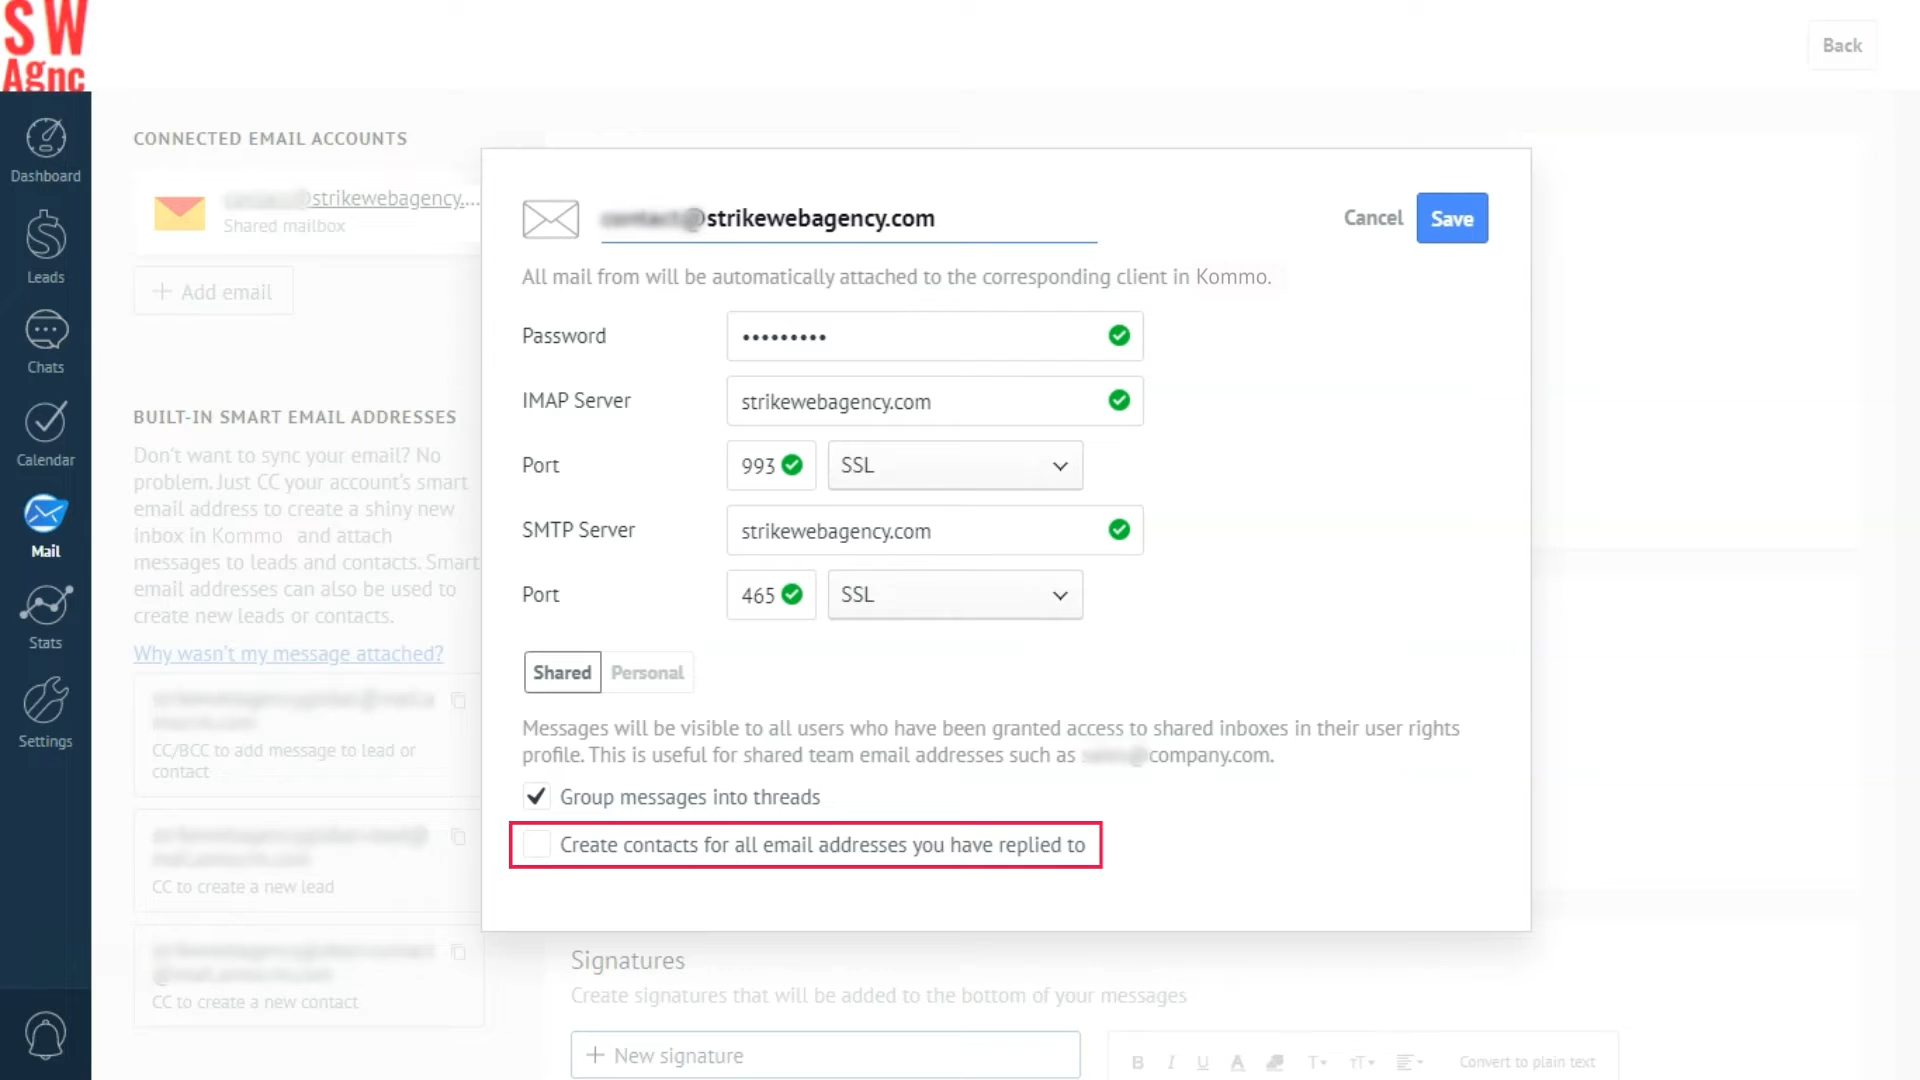 SW
Agnc
Back
Dashboard
Leads
Chats
Calendar
Mail
Stats
Settings
CONNECTED EMAIL ACCOUNTS
@strikewebagency....
Shared mailbox
+ Add email
BUILT-IN SMART EMAIL ADDRESSES
Don't want to sync your email? No
problem. Just CC your account's smart
email address to create a shiny new
inbox in Kommo and attach
messages to leads and contacts. Smart
email addresses can also be used to
create new leads or contacts.
Why wasn't my message attached?
CC/BCC to add message to lead or
contact
CC to create a new lead
CC to create a new contact
@strikewebagency.com
Cancel
Save
All mail from will be automatically attached to the corresponding client in Kommo.
Password
•••••••••
IMAP Server
strikewebagency.com
Port
993
SSL
SMTP Server
strikewebagency.com
Port
465
SSL
Shared
Personal
Messages will be visible to all users who have been granted access to shared inboxes in their user rights
profile. This is useful for shared team email addresses such as @company.com.
Group messages into threads
Create contacts for all email addresses you have replied to
Signatures
Create signatures that will be added to the bottom of your messages
+ New signature
B I U A T TT
Convert to plain text